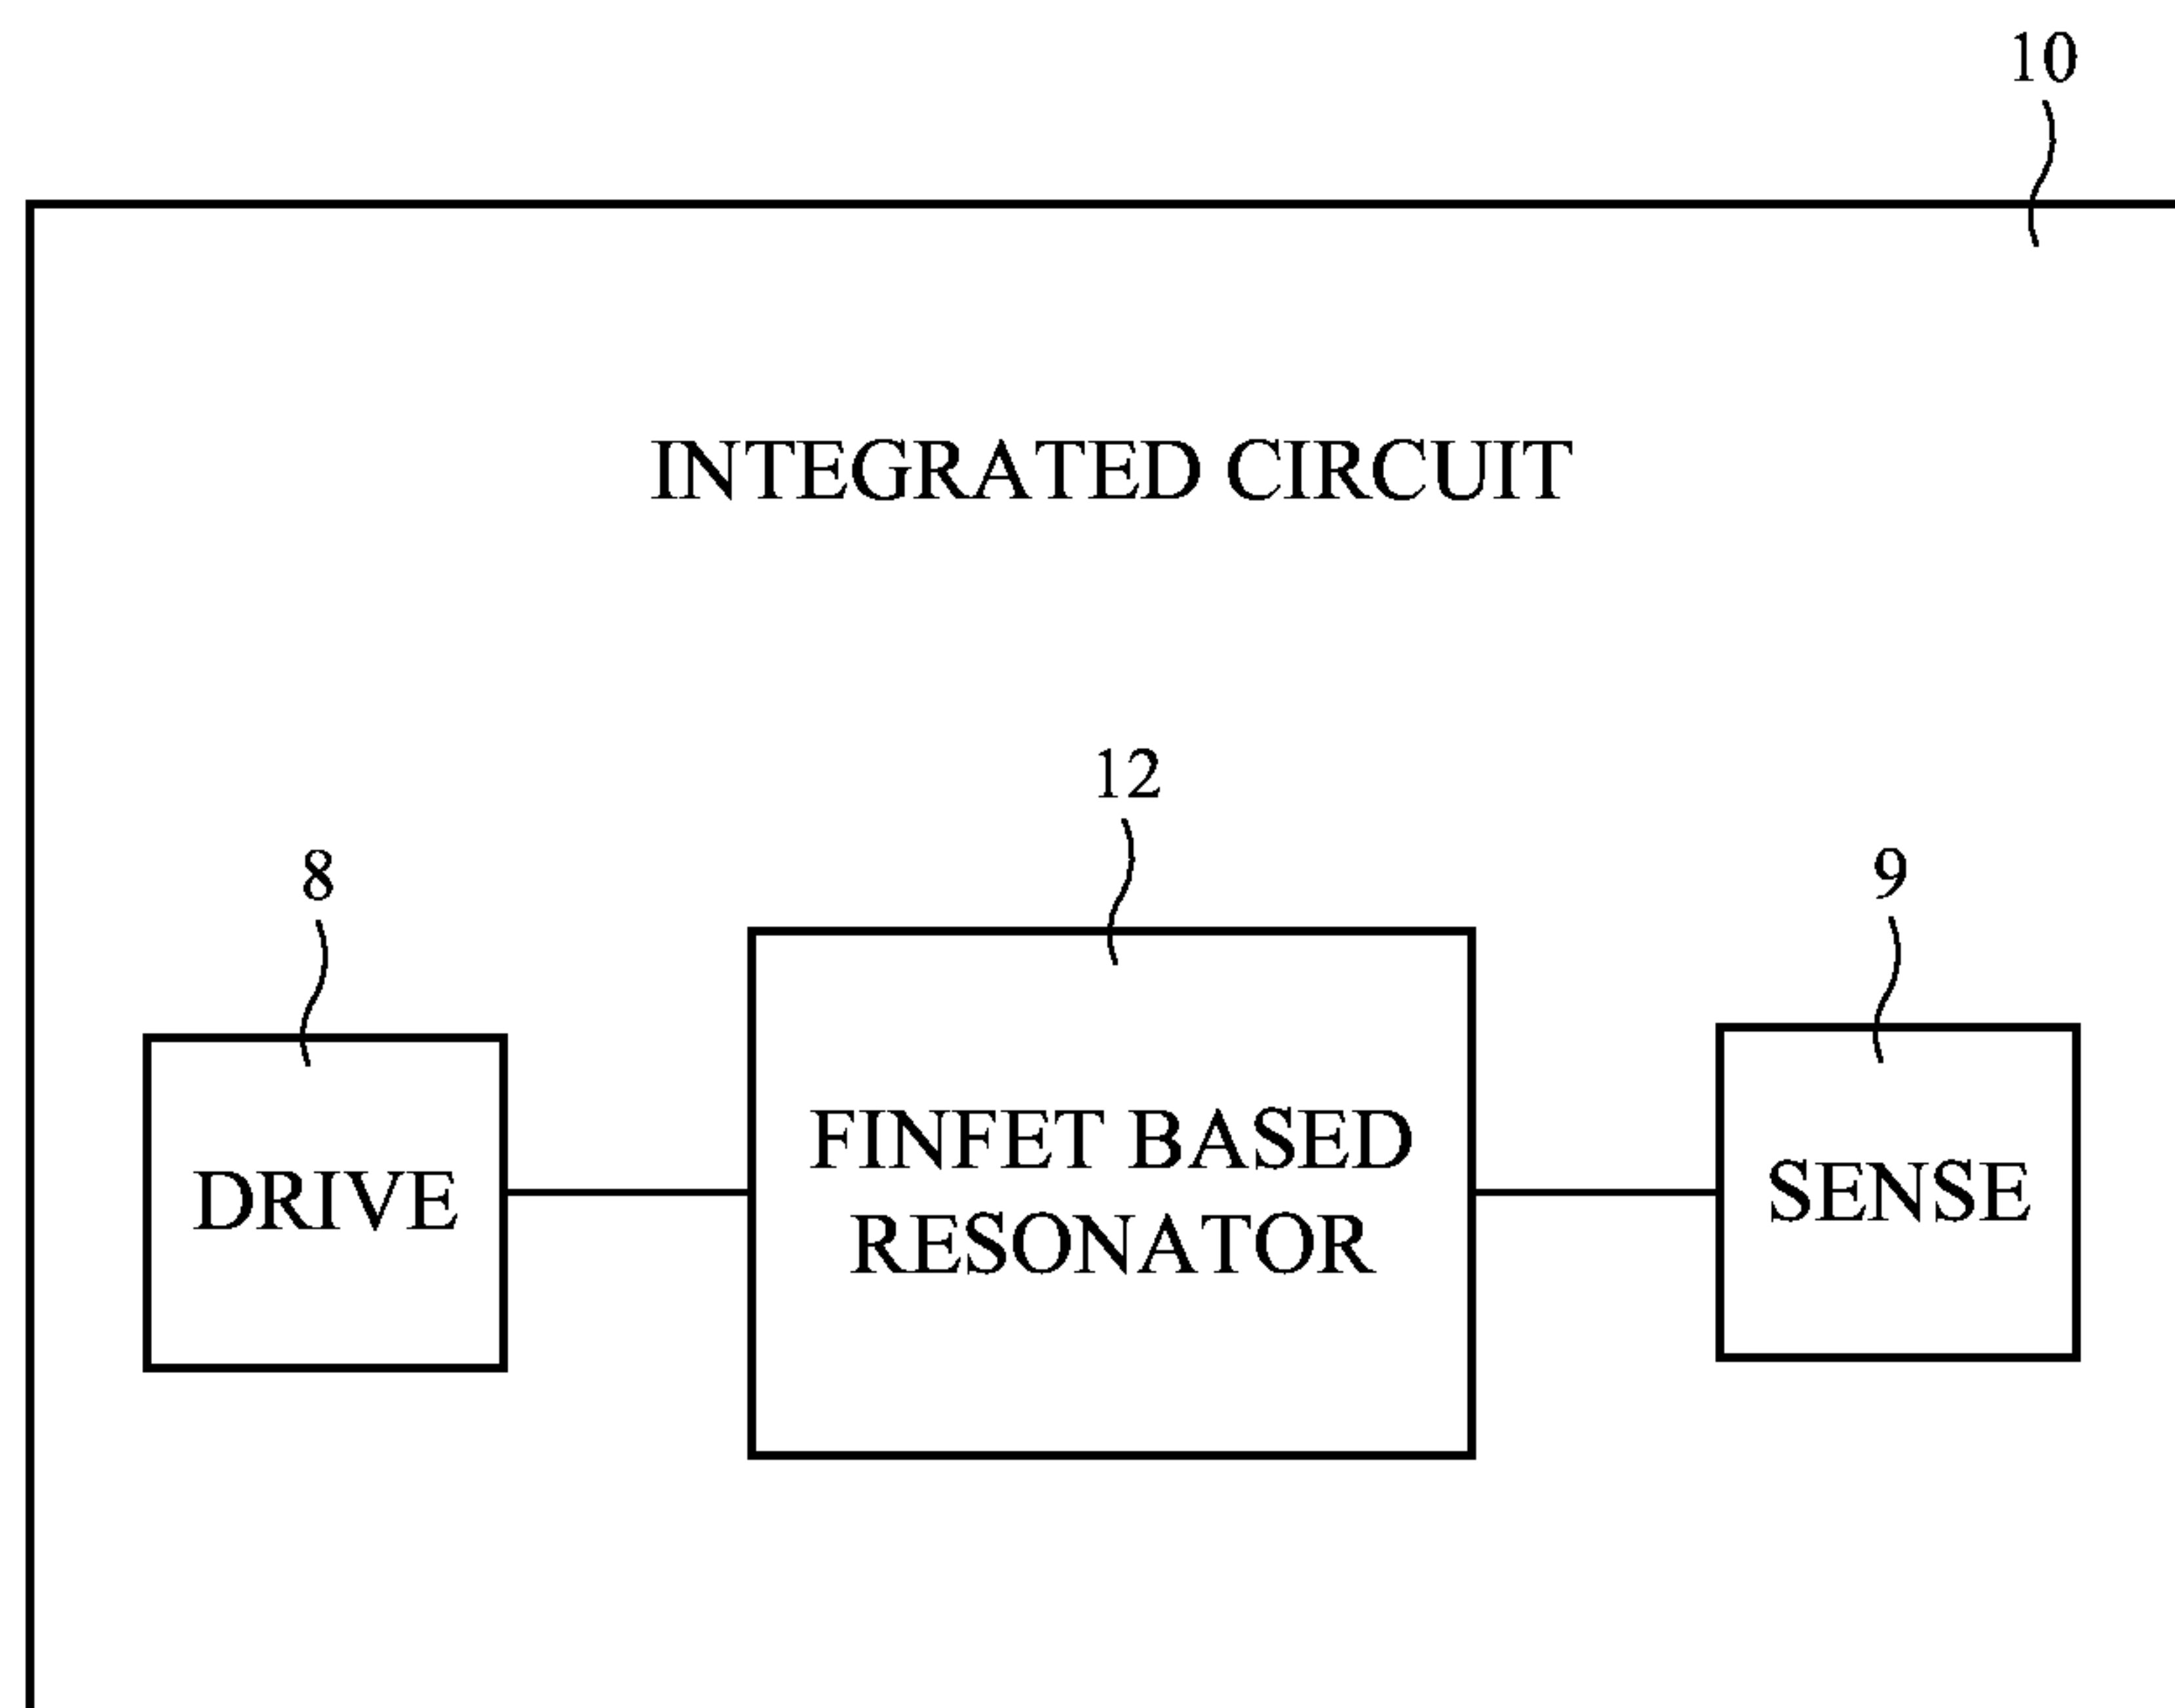 10
INTEGRATED CIRCUIT
12
8
9
FINFET BASED
RESONATOR
DRIVE
SENSE